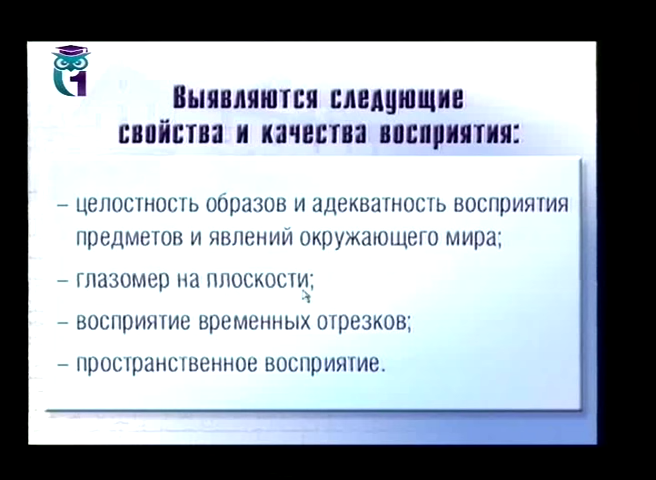 1
Выявляются следующие
свойства и качества восприятия:
– целостность образов и адекватность восприятия
предметов и явлений окружающего мира;
– глазомер на плоскости;
– восприятие временных отрезков;
– пространственное восприятие.